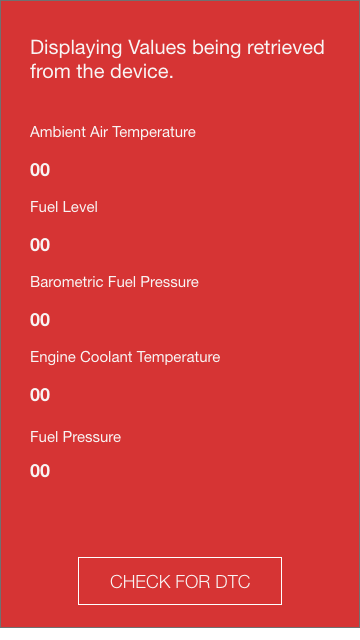 Displaying Values being retrieved
from the device.
Ambient Air Temperature
00
Fuel Level
00
Barometric Fuel Pressure
00
Engine Coolant Temperature
00
Fuel Pressure
00
CHECK FOR DTC